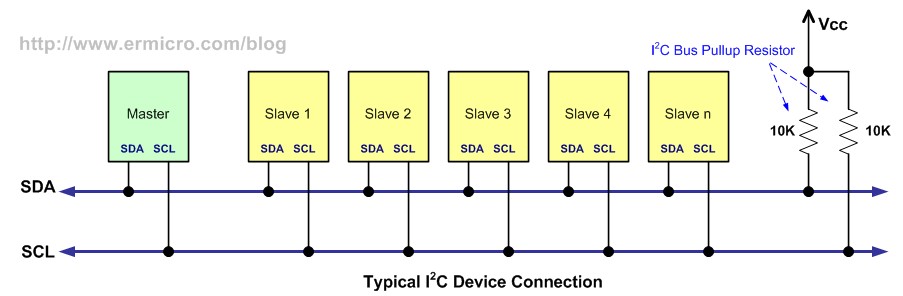 http://www.ermicro.com/blog
Vcc
I²C Bus Pullup Resistor
Master
Slave 1
Slave 2
Slave 3
Slave 4
Slave n
10K
10K
SDA SCL
SDA SCL
SDA SCL
SDA SCL
SDA SCL
SDA SCL
SDA
SCL
Typical I²C Device Connection